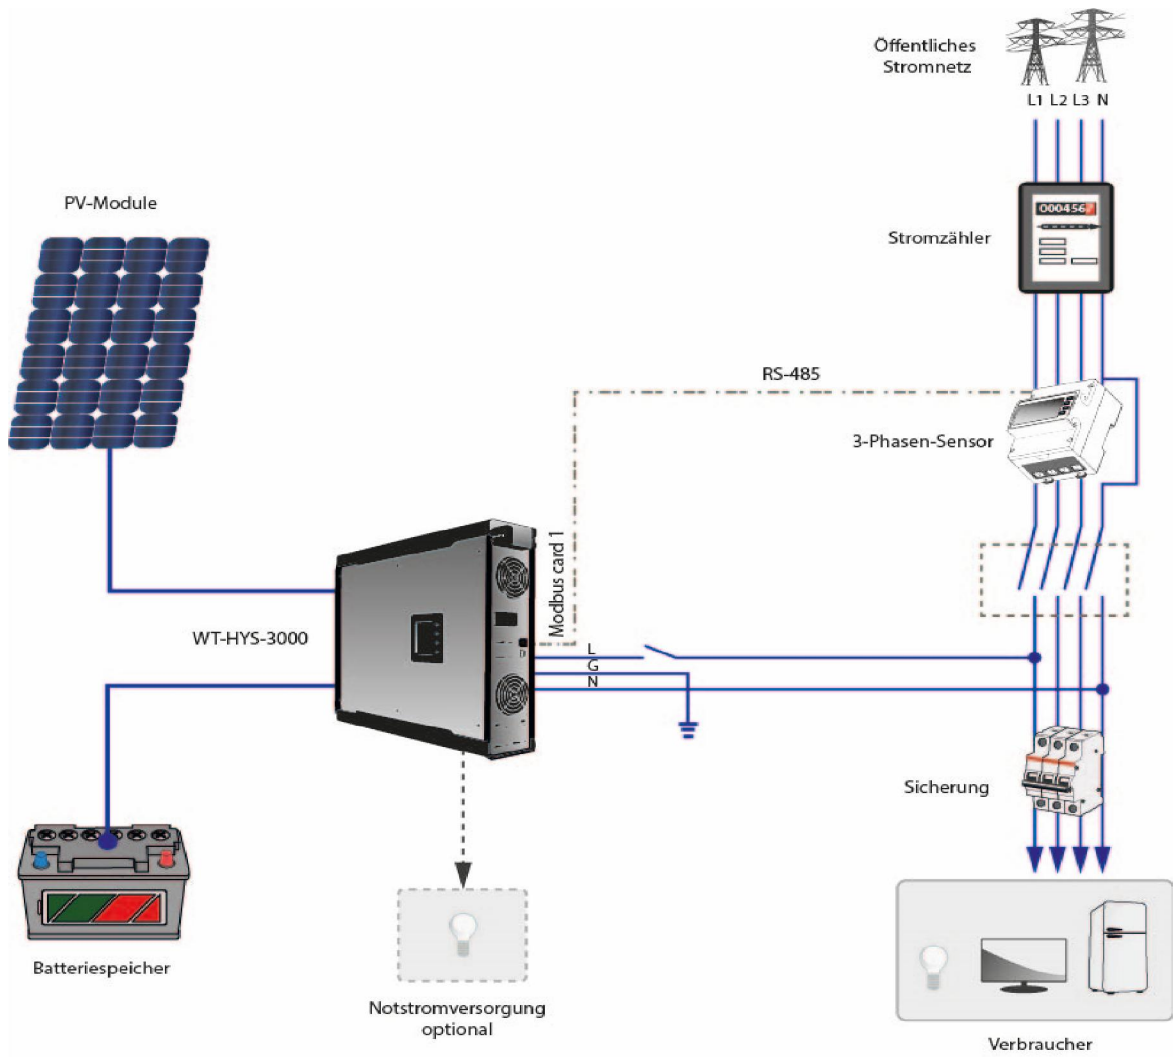 Öffentliches
Stromnetz
L1 L2 L3 N
PV-Module
000456
Stromzähler
RS-485
3-Phasen-Sensor
Modbus card 1
WT-HYS-3000
L
G
N
Sicherung
Batteriespeicher
Notstromversorgung
optional
Verbraucher